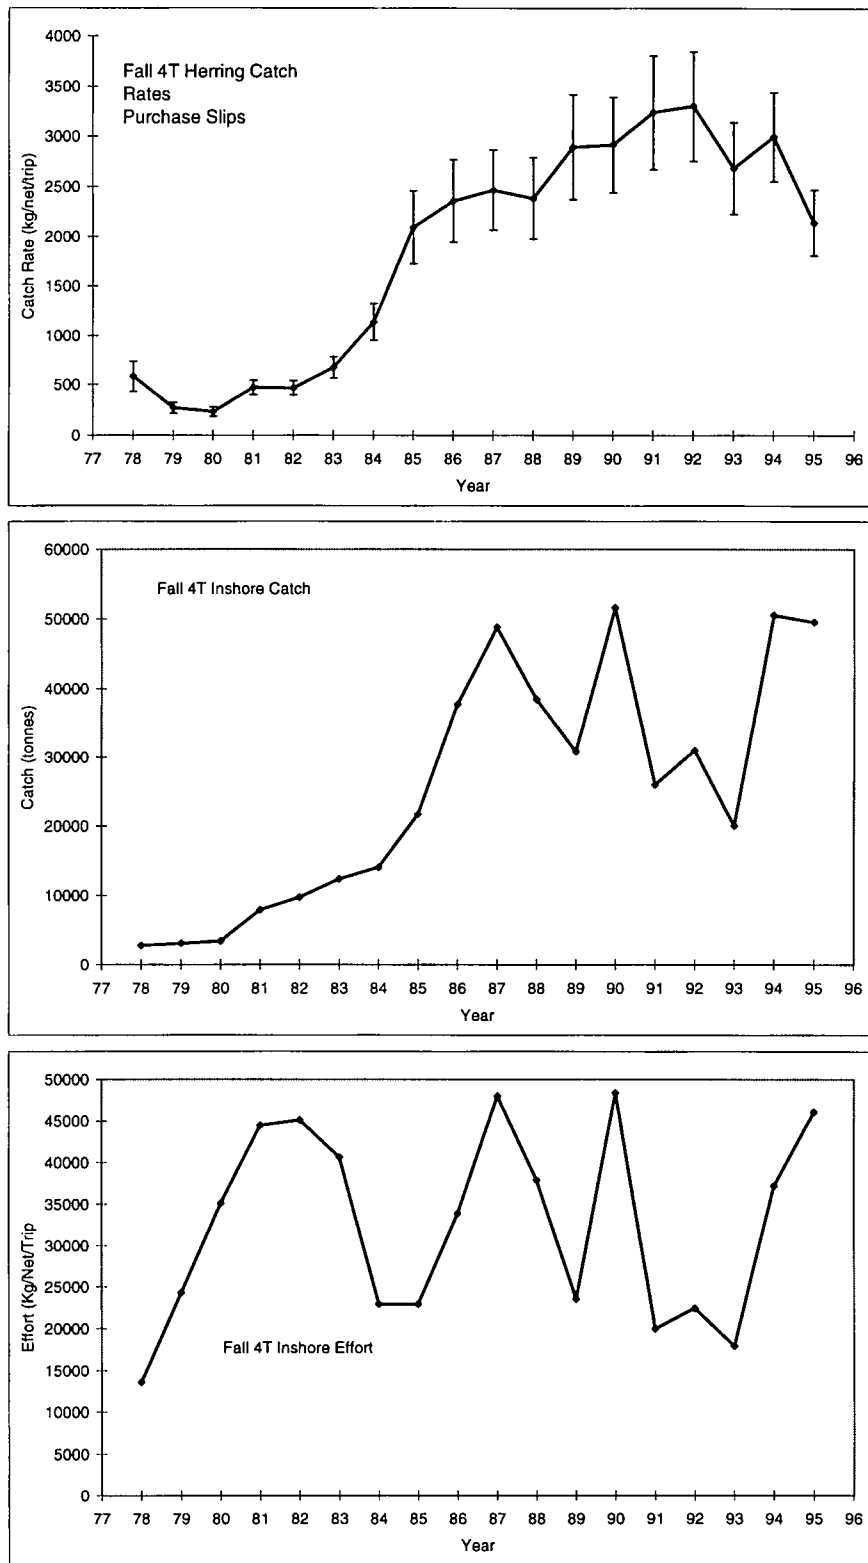 Fall 4T Herring Catch
Rates
Purchase Slips
Catch Rate (kg/net/trip)
4000
3500
3000
2500
2000
1500
1000
500
0
77 78 79 80 81 82 83 84 85 86 87 88 89 90 91 92 93 94 95 96
Year
Fall 4T Inshore Catch
Catch (tonnes)
60000
50000
40000
30000
20000
10000
0
77 78 79 80 81 82 83 84 85 86 87 88 89 90 91 92 93 94 95 96
Year
Fall 4T Inshore Effort
Effort (Kg/Net/Trip)
50000
45000
40000
35000
30000
25000
20000
15000
10000
5000
0
77 78 79 80 81 82 83 84 85 86 87 88 89 90 91 92 93 94 95 96
Year